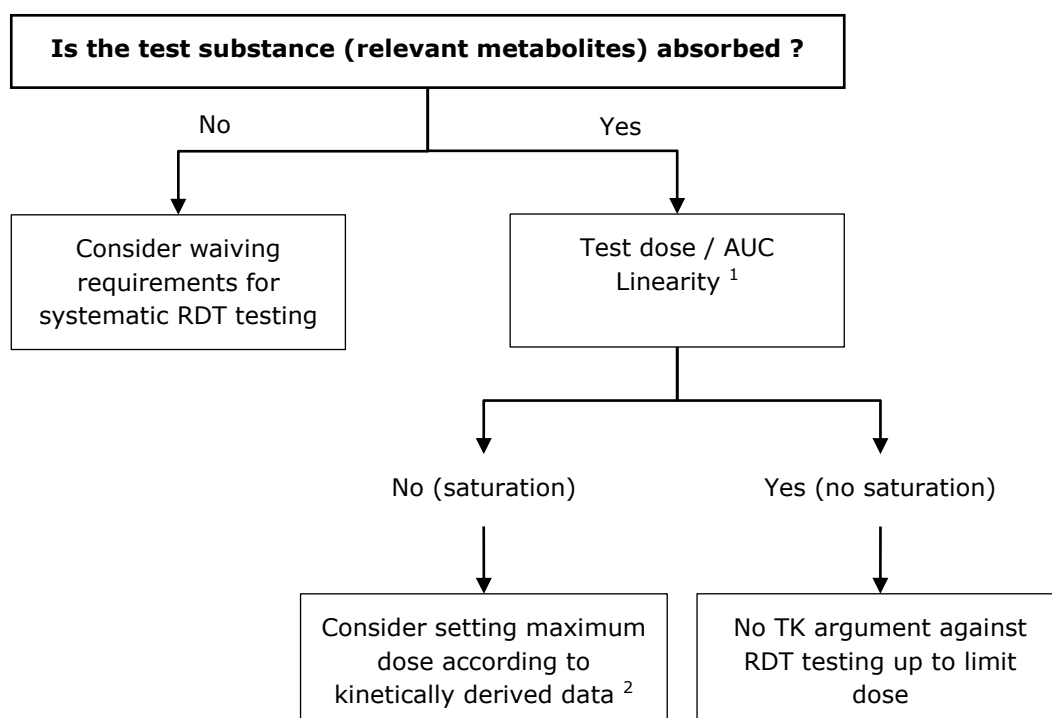 Is the test substance (relevant metabolites) absorbed ?
No
Yes
Consider waiving
requirements for
systematic RDT testing
Test dose / AUC
Linearity 1
No (saturation)
Yes (no saturation)
Consider setting maximum
dose according to
kinetically derived data 2
No TK argument against
RDT testing up to limit
dose